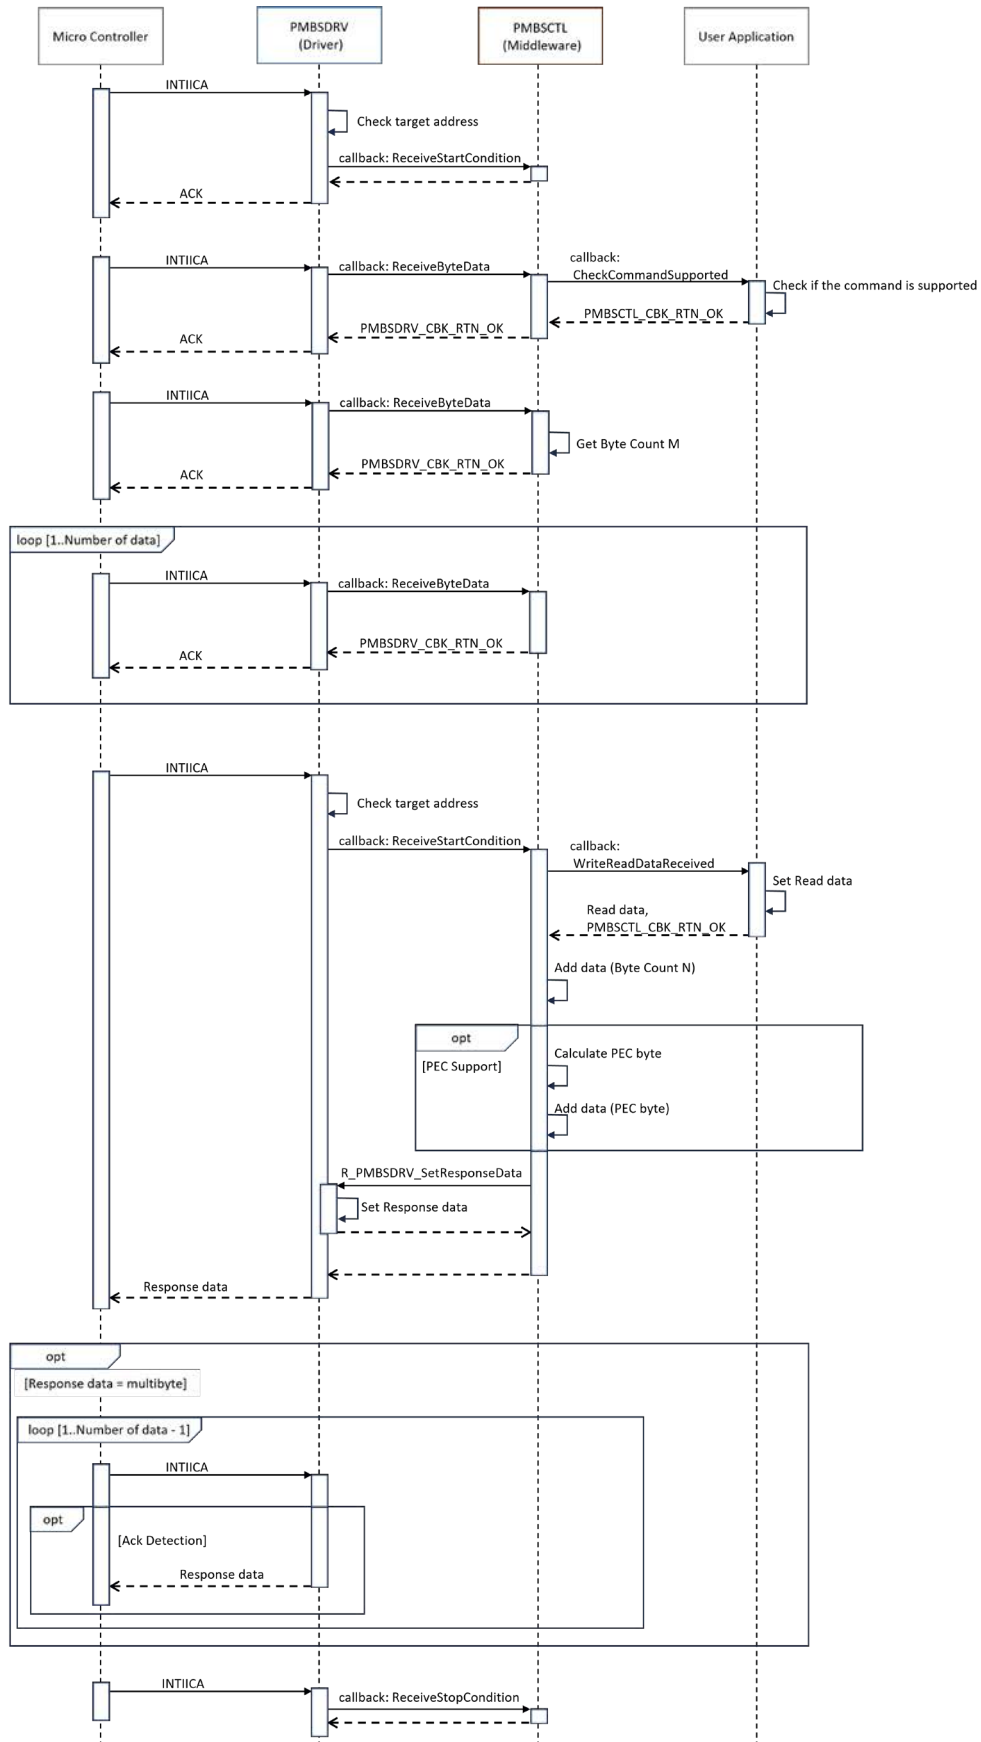 Micro Controller
PMBSDRV
(Driver)
PMBSCTL
(Middleware)
User Application
INTIICA
Check target address
callback: ReceiveStartCondition
ACK
INTIICA
callback: ReceiveByteData
callback:
CheckCommandSupported
Check if the command is supported
PMBSCTL_CBK_RTN_OK
PMBSDRV_CBK_RTN_OK
ACK
INTIICA
callback: ReceiveByteData
Get Byte Count M
PMBSDRV_CBK_RTN_OK
ACK
loop [1..Number of data]
INTIICA
callback: ReceiveByteData
PMBSDRV_CBK_RTN_OK
ACK
INTIICA
Check target address
callback: ReceiveStartCondition
callback:
WriteReadDataReceived
Set Read data
Read data,
PMBSCTL_CBK_RTN_OK
Add data (Byte Count N)
opt
[PEC Support]
Calculate PEC byte
Add data (PEC byte)
R_PMBSDRV_SetResponseData
Set Response data
Response data
opt
[Response data = multibyte]
loop [1..Number of data - 1]
INTIICA
opt
[Ack Detection]
Response data
INTIICA
callback: ReceiveStopCondition